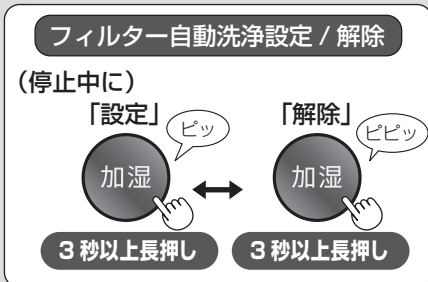 フィルター自動洗浄設定 / 解除
(停止中に)
「設定」 ピッ 「解除」 ピピッ
加湿 加湿
3 秒以上長押し 3 秒以上長押し